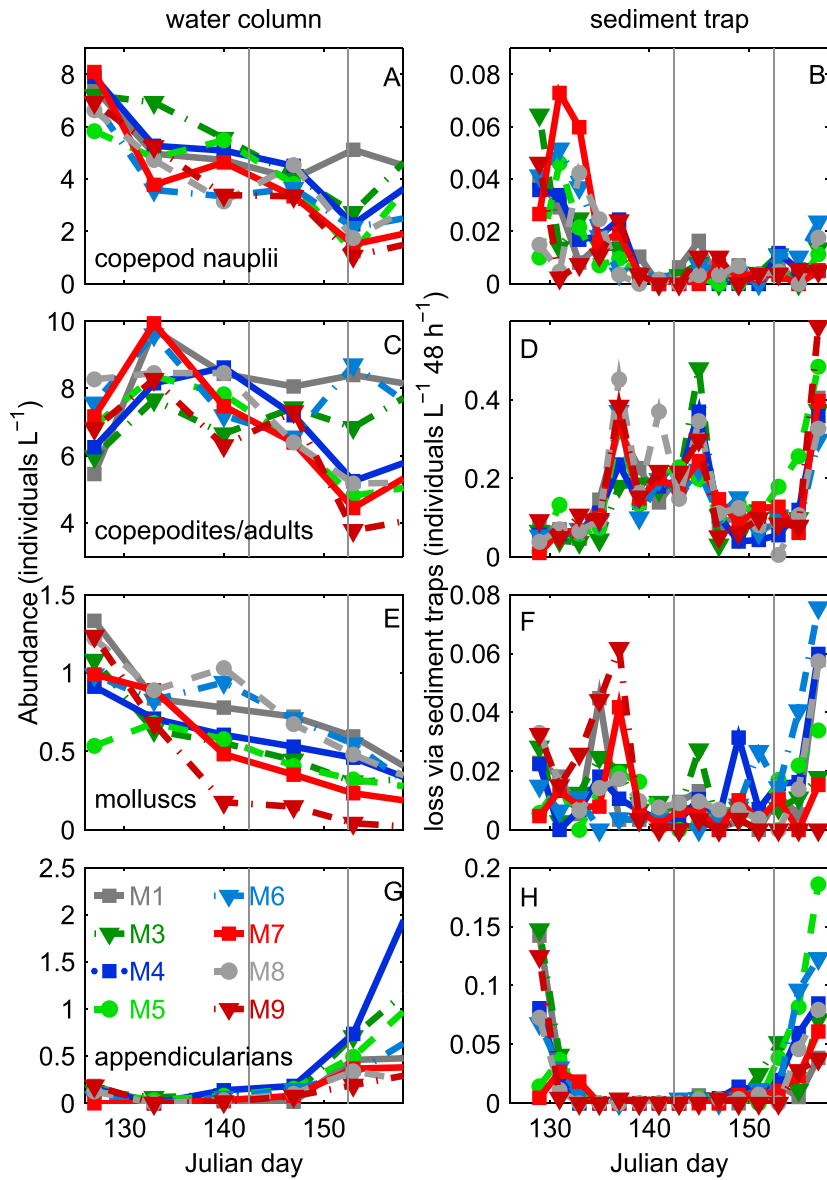 water column
sediment trap
A
8
6
4
2
0
copepod nauplii
B
0.08
0.06
0.04
0.02
0
C
10
8
6
4
copepodites/adults
D
0.4
0.2
0
E
1.5
1
0.5
0
molluscs
F
0.08
0.06
0.04
0.02
0
G
2.5
2
1.5
1
0.5
0
M1
M3
M4
M5
M6
M7
M8
M9
appendicularians
H
0.2
0.15
0.1
0.05
0
130 140 150
130 140 150
Julian day
Julian day
Abundance (individuals L⁻¹)
loss via sediment traps (individuals L⁻¹ 48 h⁻¹)